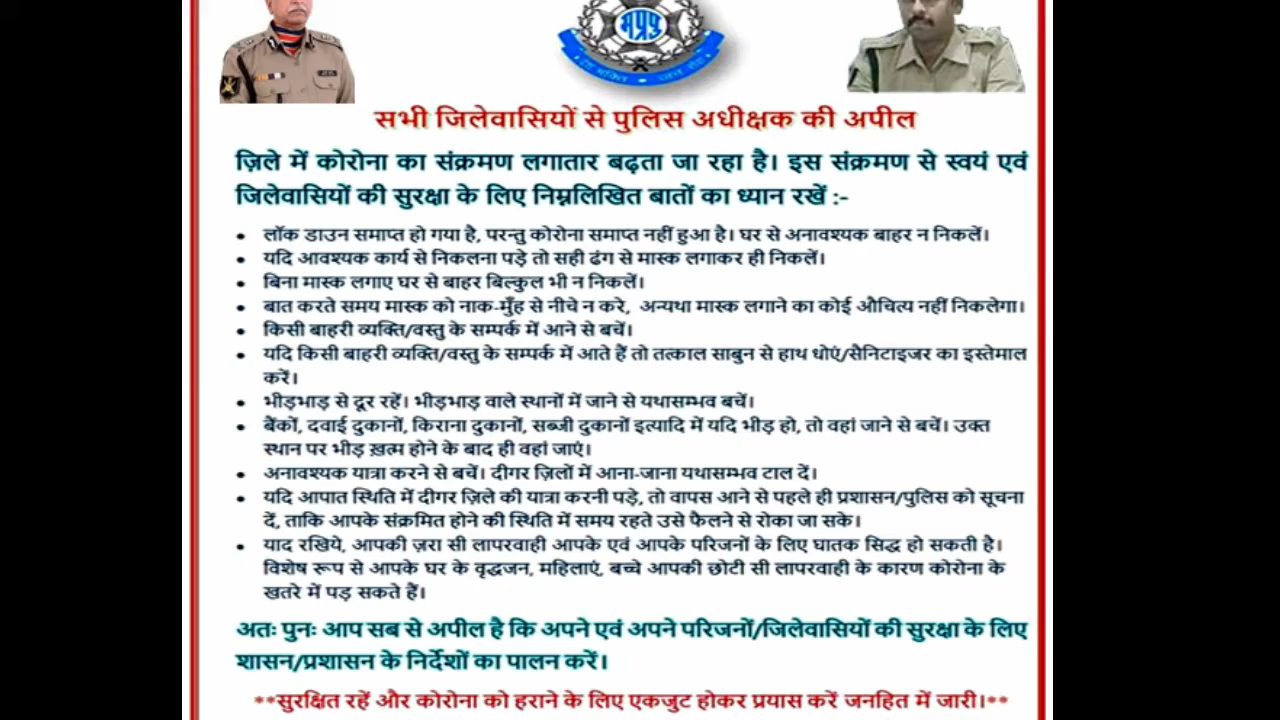 मप्रपु
देश भक्ति जन सेवा
सभी जिलेवासियों से पुलिस अधीक्षक की अपील
ज़िले में कोरोना का संक्रमण लगातार बढ़ता जा रहा है। इस संक्रमण से स्वयं एवं
जिलेवासियों की सुरक्षा के लिए निम्नलिखित बातों का ध्यान रखें :-
• लॉक डाउन समाप्त हो गया है, परन्तु कोरोना समाप्त नहीं हुआ है। घर से अनावश्यक बाहर न निकलें।
• यदि आवश्यक कार्य से निकलना पड़े तो सही ढंग से मास्क लगाकर ही निकलें।
• बिना मास्क लगाए घर से बाहर बिल्कुल भी न निकलें।
• बात करते समय मास्क को नाक-मुँह से नीचे न करे, अन्यथा मास्क लगाने का कोई औचित्य नहीं निकलेगा।
• किसी बाहरी व्यक्ति/वस्तु के सम्पर्क में आने से बचें।
• यदि किसी बाहरी व्यक्ति/वस्तु के सम्पर्क में आते हैं तो तत्काल साबुन से हाथ धोएं/सैनिटाइजर का इस्तेमाल
करें।
• भीड़भाड़ से दूर रहें। भीड़भाड़ वाले स्थानों में जाने से यथासम्भव बचें।
• बैंकों, दवाई दुकानों, किराना दुकानों, सब्जी दुकानों इत्यादि में यदि भीड़ हो, तो वहां जाने से बचें। उक्त
स्थान पर भीड़ ख़त्म होने के बाद ही वहां जाएं।
• अनावश्यक यात्रा करने से बचें। दीगर ज़िलों में आना-जाना यथासम्भव टाल दें।
• यदि आपात स्थिति में दीगर ज़िले की यात्रा करनी पड़े, तो वापस आने से पहले ही प्रशासन/पुलिस को सूचना
दें, ताकि आपके संक्रमित होने की स्थिति में समय रहते उसे फैलने से रोका जा सके।
• याद रखिये, आपकी ज़रा सी लापरवाही आपके एवं आपके परिजनों के लिए घातक सिद्ध हो सकती है।
विशेष रूप से आपके घर के वृद्धजन, महिलाएं, बच्चे आपकी छोटी सी लापरवाही के कारण कोरोना के
खतरे में पड़ सकते हैं।
अतः पुनः आप सब से अपील है कि अपने एवं अपने परिजनों/जिलेवासियों की सुरक्षा के लिए
शासन/प्रशासन के निर्देशों का पालन करें।
**सुरक्षित रहें और कोरोना को हराने के लिए एकजुट होकर प्रयास करें जनहित में जारी।**